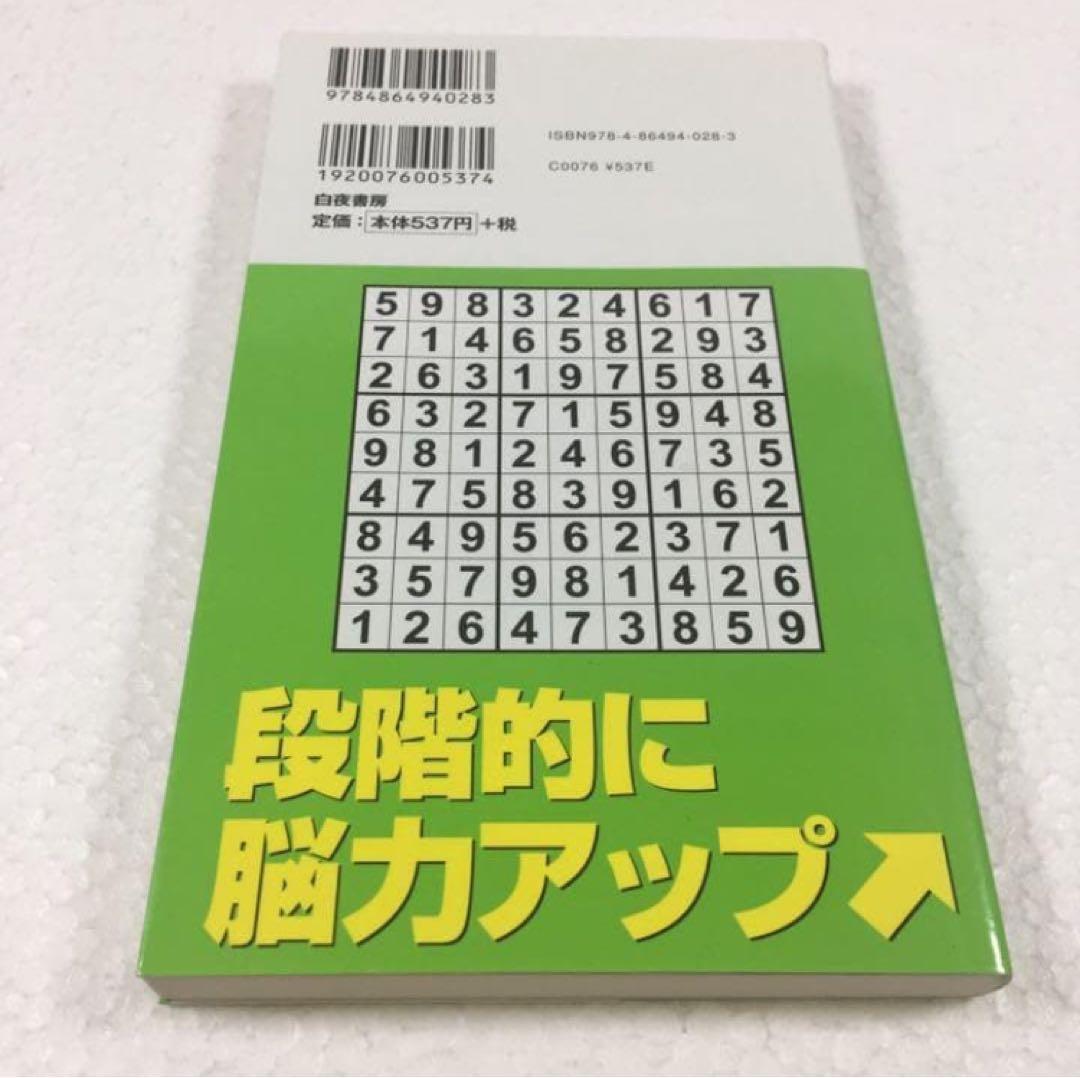 9784864940283
ISBN978-4-86494-028-3
1920076005374
C0076 ¥537E
白夜書房
定価：本体537円+税
5 9 8 3 2 4 6 1 7
7 1 4 6 5 8 2 9 3
2 6 3 1 9 7 5 8 4
6 3 2 7 1 5 9 4 8
9 8 1 2 4 6 7 3 5
4 7 5 8 3 9 1 6 2
8 4 9 5 6 2 3 7 1
3 5 7 9 8 1 4 2 6
1 2 6 4 7 3 8 5 9
段階的に
脳力アップ